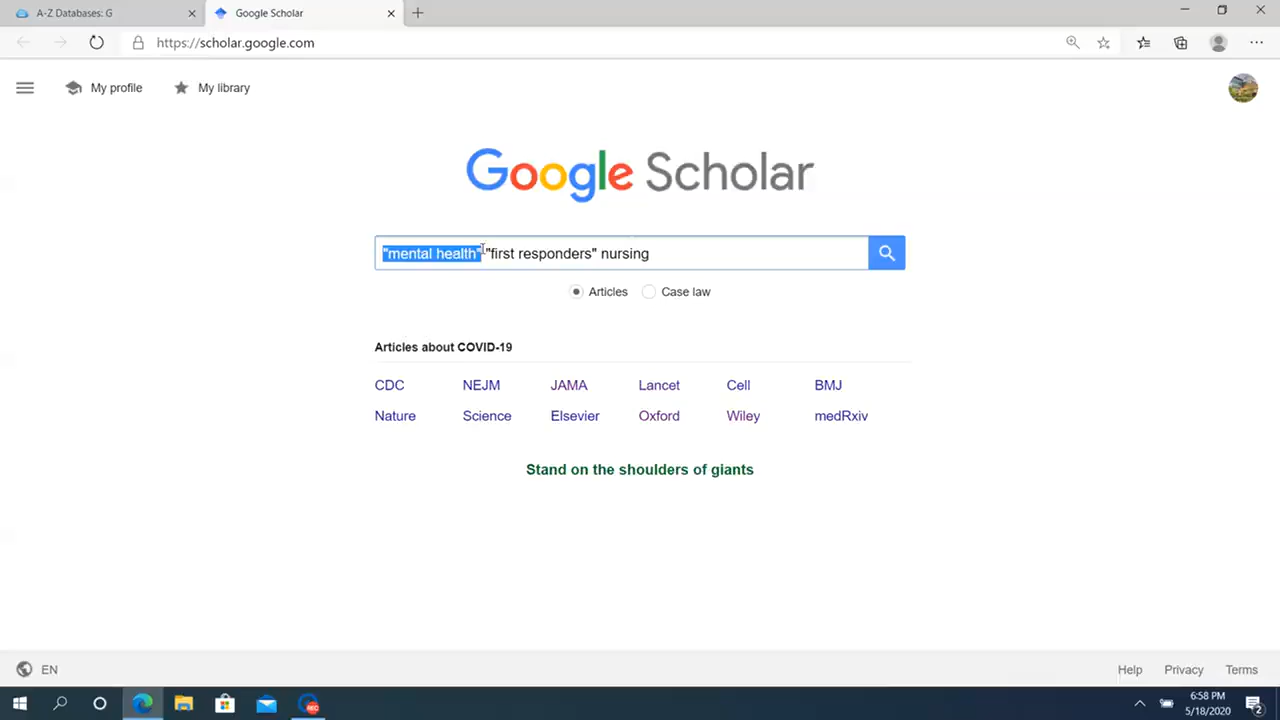 A-Z Databases: G
Google Scholar
https://scholar.google.com
My profile
My library
Google Scholar
"mental health" "first responders" nursing
Articles
Case law
Articles about COVID-19
CDC NEJM JAMA Lancet Cell BMJ
Nature Science Elsevier Oxford Wiley medRxiv
Stand on the shoulders of giants
EN
Help Privacy Terms
REC
6:58 PM
5/18/2020
2